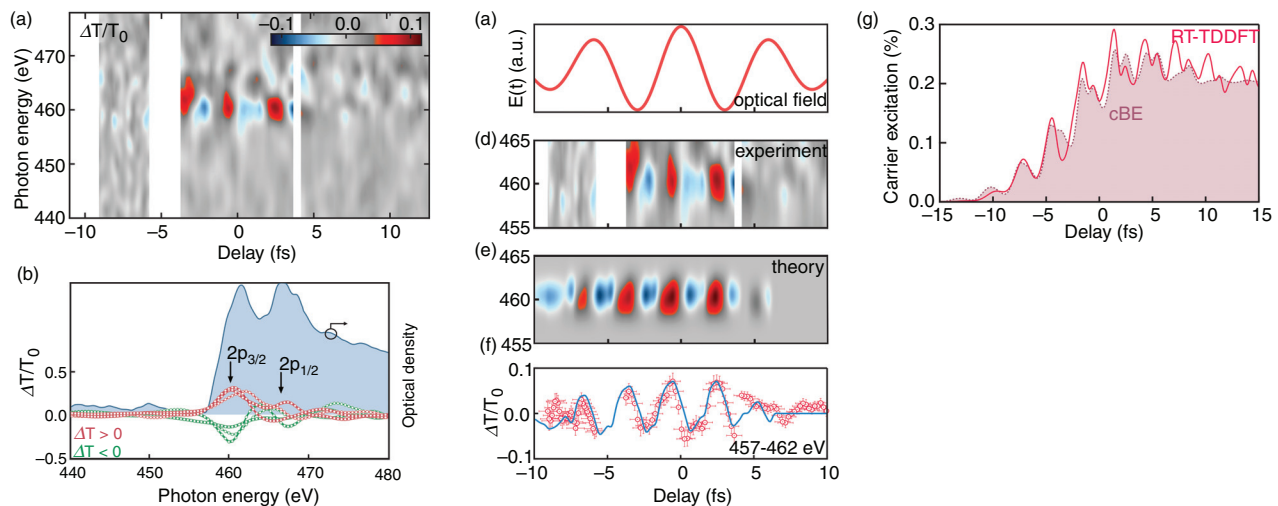 (a)
ΔT/T0
−0.1 0.0 0.1
Photon energy (eV)
470
460
450
440
−10 −5 0 5 10
Delay (fs)
(b)
ΔT/T0
0.5
0.0
−0.5
2p3/2
2p1/2
ΔT > 0
ΔT < 0
Optical density
440 450 460 470 480
Photon energy (eV)
(a)
E(t) (a.u.)
optical field
(d)
465
460
455
experiment
(e)
465
460
455
theory
(f)
ΔT/T0
0.1
0.0
−0.1
457-462 eV
−10 −5 0 5 10
Delay (fs)
(g)
Carrier excitation (%)
0.3
0.2
0.1
0.0
RT-TDDFT
cBE
−15 −10 −5 0 5 10 15
Delay (fs)